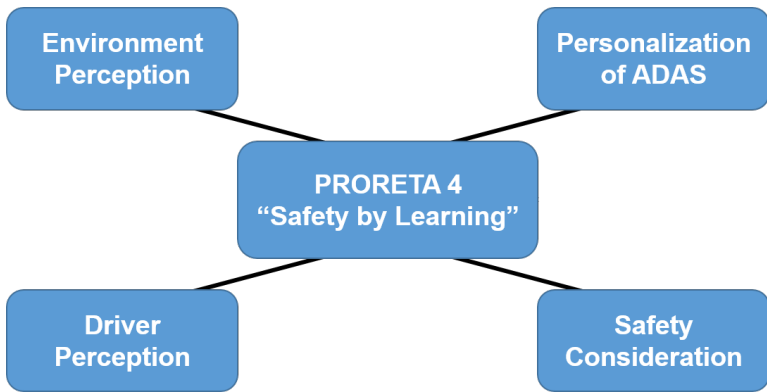 Environment
Perception
Personalization
of ADAS
PRORETA 4
“Safety by Learning”
Driver
Perception
Safety
Consideration